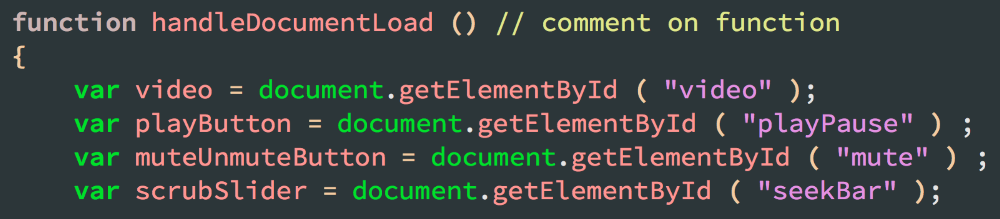 function handleDocumentLoad () // comment on function
{
    var video = document.getElementById ( "video" );
    var playButton = document.getElementById ( "playPause" ) ;
    var muteUnmuteButton = document.getElementById ( "mute" ) ;
    var scrubSlider = document.getElementById ( "seekBar" );